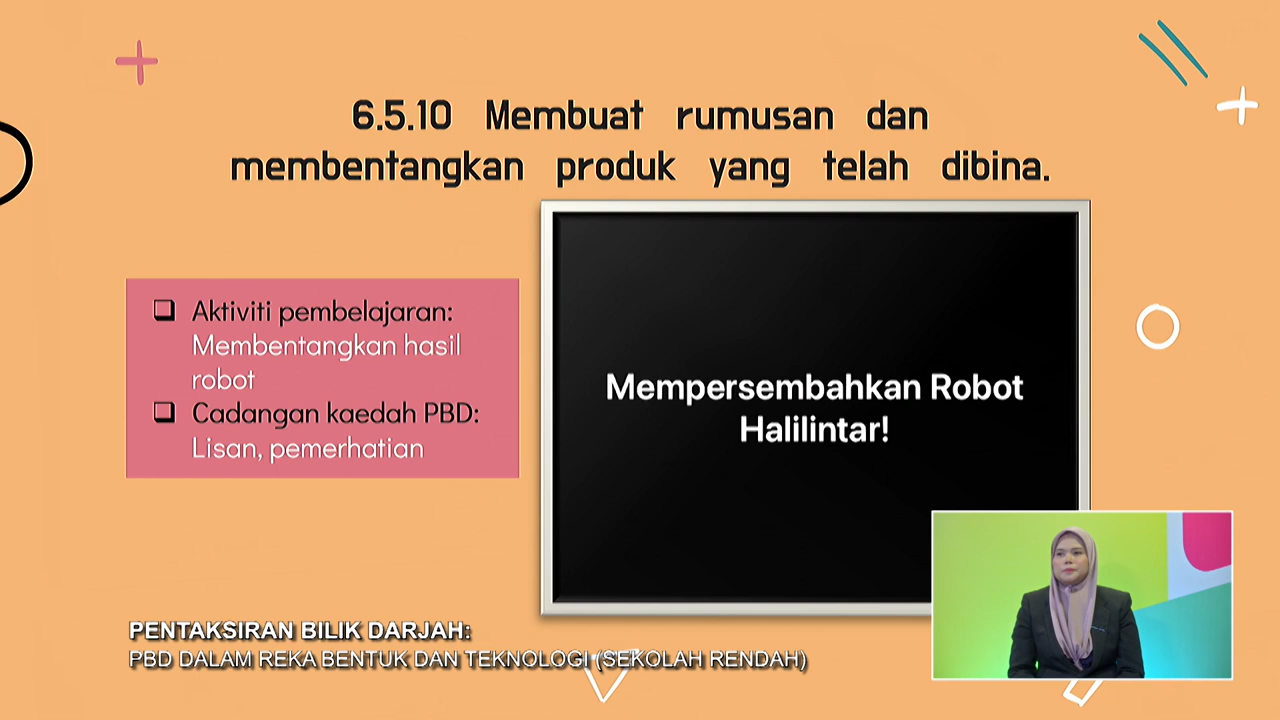 6.5.10 Membuat rumusan dan
membentangkan produk yang telah dibina.
Aktiviti pembelajaran:
Membentangkan hasil
robot
Cadangan kaedah PBD:
Lisan, pemerhatian
Mempersembahkan Robot
Halilintar!
PENTAKSIRAN BILIK DARJAH:
PBD DALAM REKA BENTUK DAN TEKNOLOGI (SEKOLAH RENDAH)